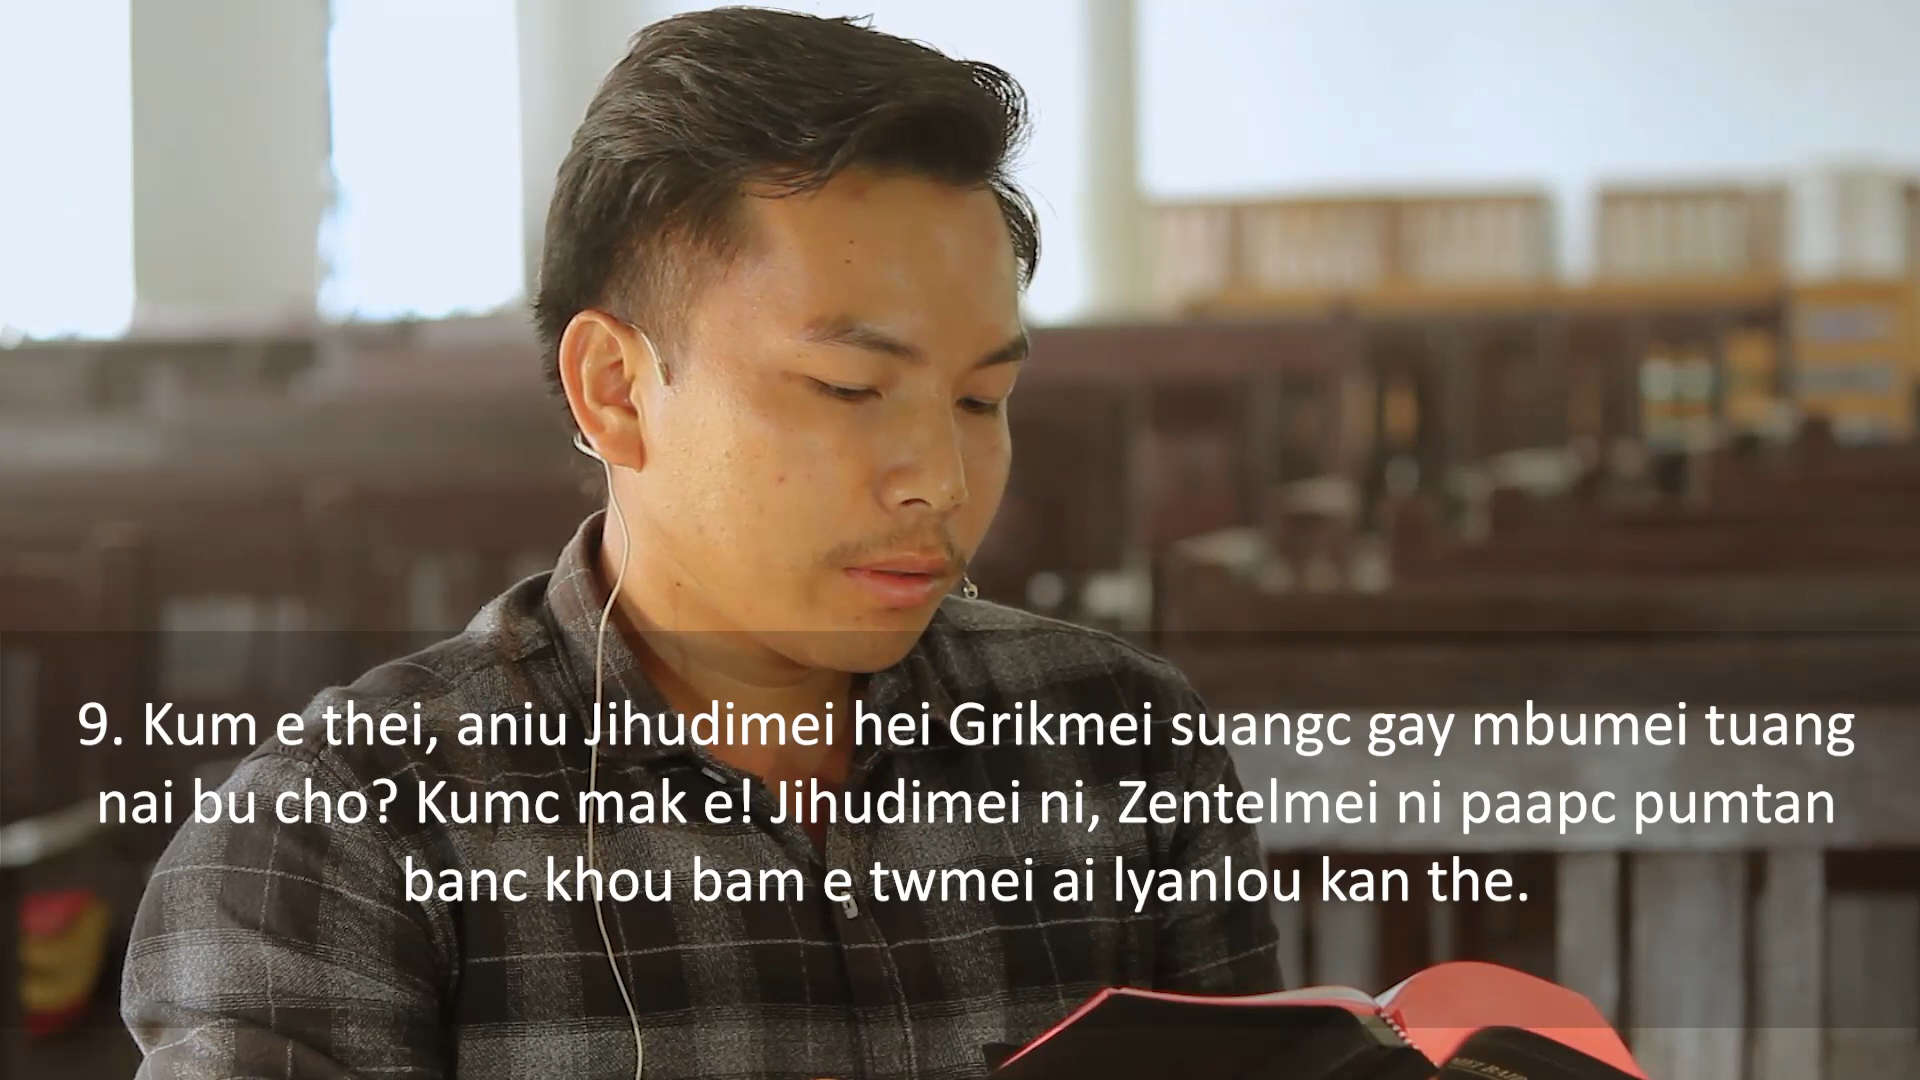 9. Kum e thei, aniu Jihudimei hei Grikmei suangc gay mbumei tuang
nai bu cho? Kumc mak e! Jihudimei ni, Zentelmei ni paapc pumtan
banc khou bam e twmei ai lyanlou kan the.